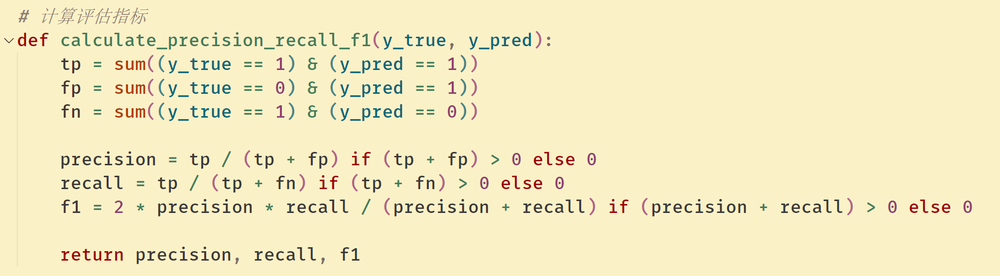 # 计算评估指标
def calculate_precision_recall_f1(y_true, y_pred):
    tp = sum((y_true == 1) & (y_pred == 1))
    fp = sum((y_true == 0) & (y_pred == 1))
    fn = sum((y_true == 1) & (y_pred == 0))
    precision = tp / (tp + fp) if (tp + fp) > 0 else 0
    recall = tp / (tp + fn) if (tp + fn) > 0 else 0
    f1 = 2 * precision * recall / (precision + recall) if (precision + recall) > 0 else 0
    return precision, recall, f1